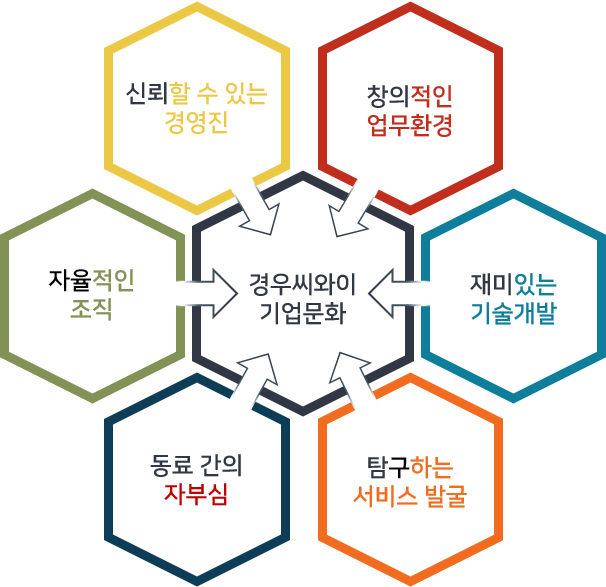 신뢰할 수 있는
경영진
창의적인
업무환경
자율적인
조직
경우씨와이
기업문화
재미있는
기술개발
동료 간의
자부심
탐구하는
서비스 발굴